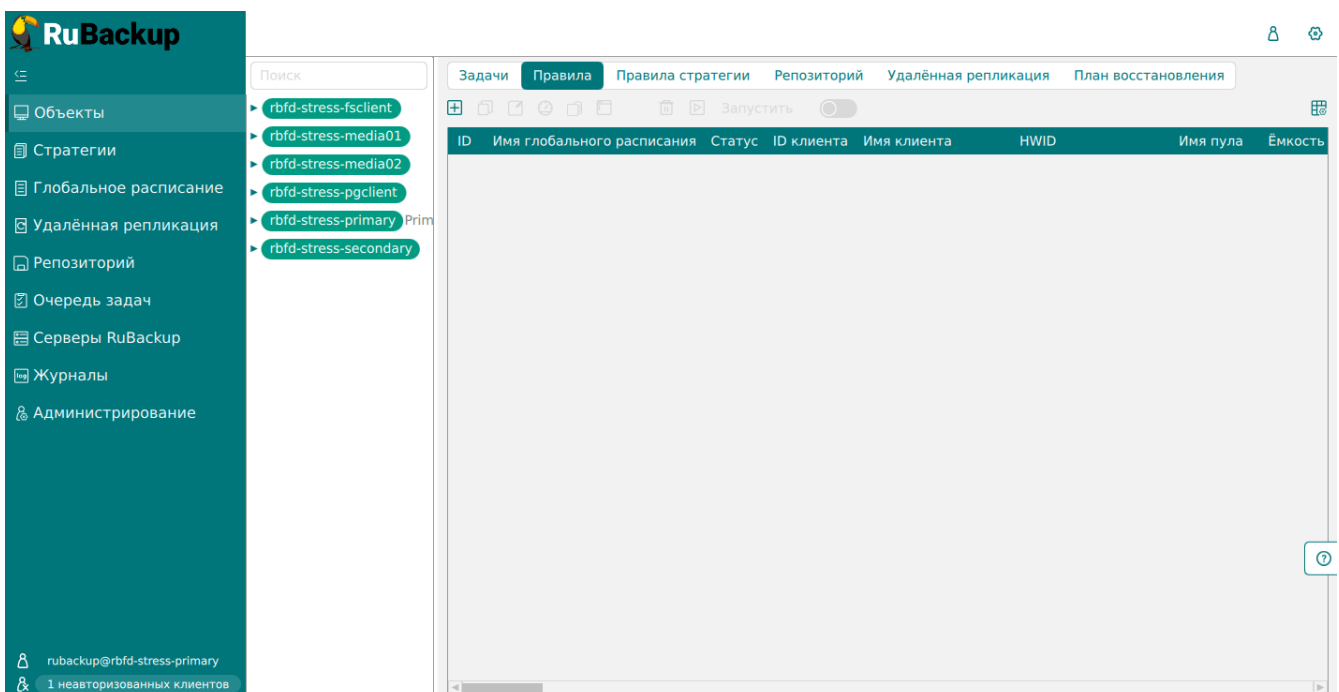 RuBackup
Объекты
Стратегии
Глобальное расписание
Удалённая репликация
Репозиторий
Очередь задач
Серверы RuBackup
log Журналы
Администрирование
rubackup@rbfd-stress-primary
1 неавторизованных клиентов
Поиск
rbfd-stress-fsclient
rbfd-stress-media01
rbfd-stress-media02
rbfd-stress-pgclient
rbfd-stress-primary Prim
rbfd-stress-secondary
Задачи Правила Правила стратегии Репозиторий Удалённая репликация План восстановления
Запустить
ID Имя глобального расписания Статус ID клиента Имя клиента HWID Имя пула Ёмкость